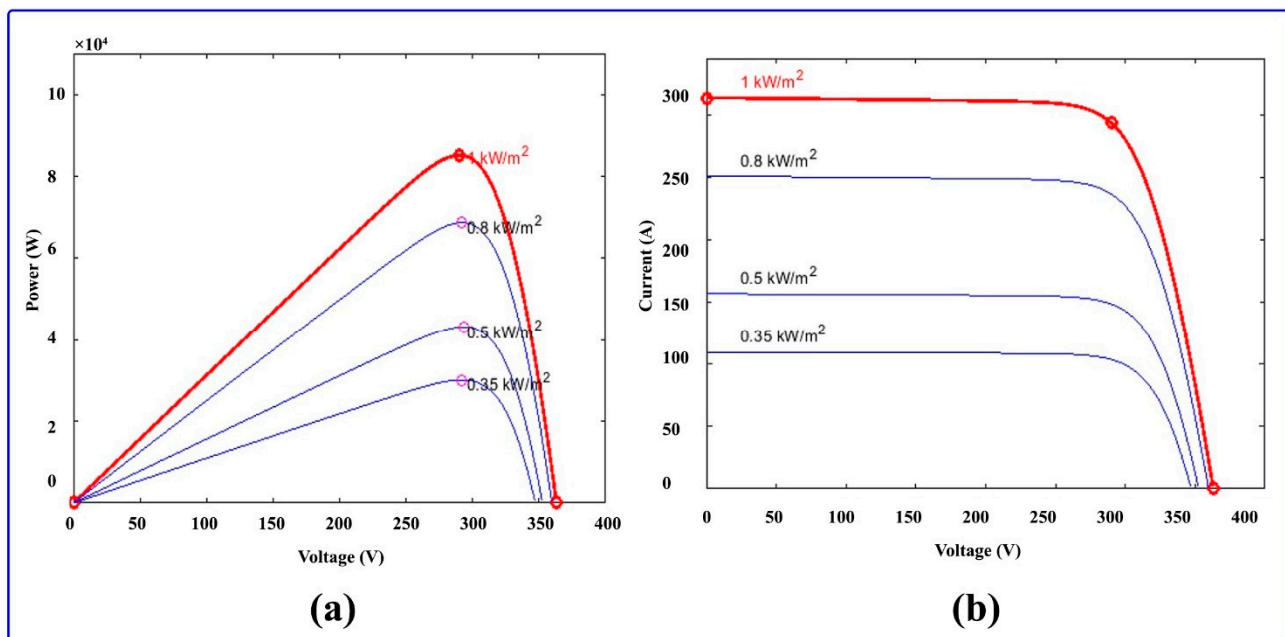 ×10⁴
10
8
6
4
2
0
Power (W)
1 kW/m²
0.8 kW/m²
0.5 kW/m²
0.35 kW/m²
0 50 100 150 200 250 300 350 400
Voltage (V)
(a)
300
250
200
150
100
50
0
Current (A)
1 kW/m²
0.8 kW/m²
0.5 kW/m²
0.35 kW/m²
0 50 100 150 200 250 300 350 400
Voltage (V)
(b)